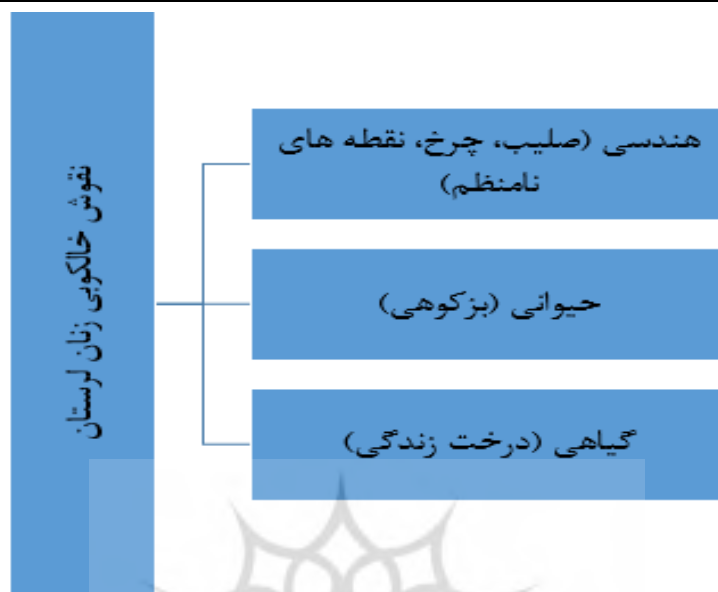 نقوش خالکوبی زنان لرستان
هندسی (صلیب، چرخ، نقطه های
نامنظم)
حیوانی (بزکوهی)
گیاهی (درخت زندگی)